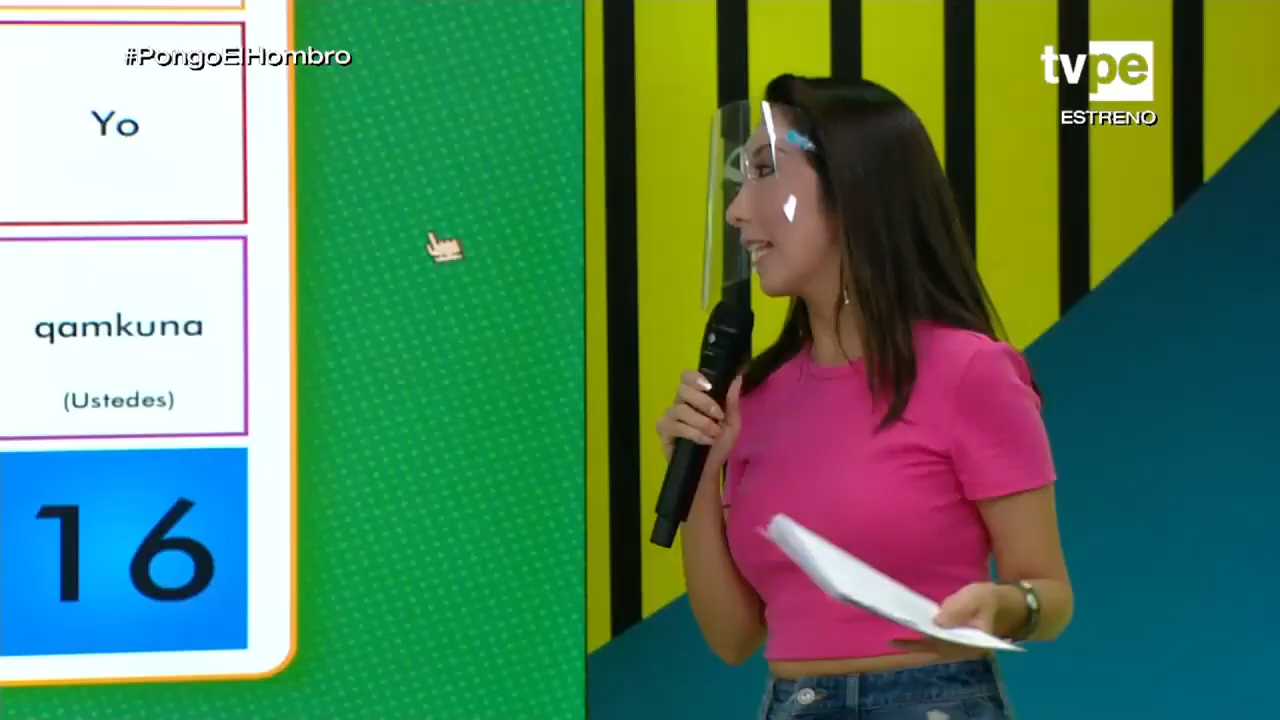 #PongoElHombro
tvpe
ESTRENO
Yo
qamkuna
(Ustedes)
16